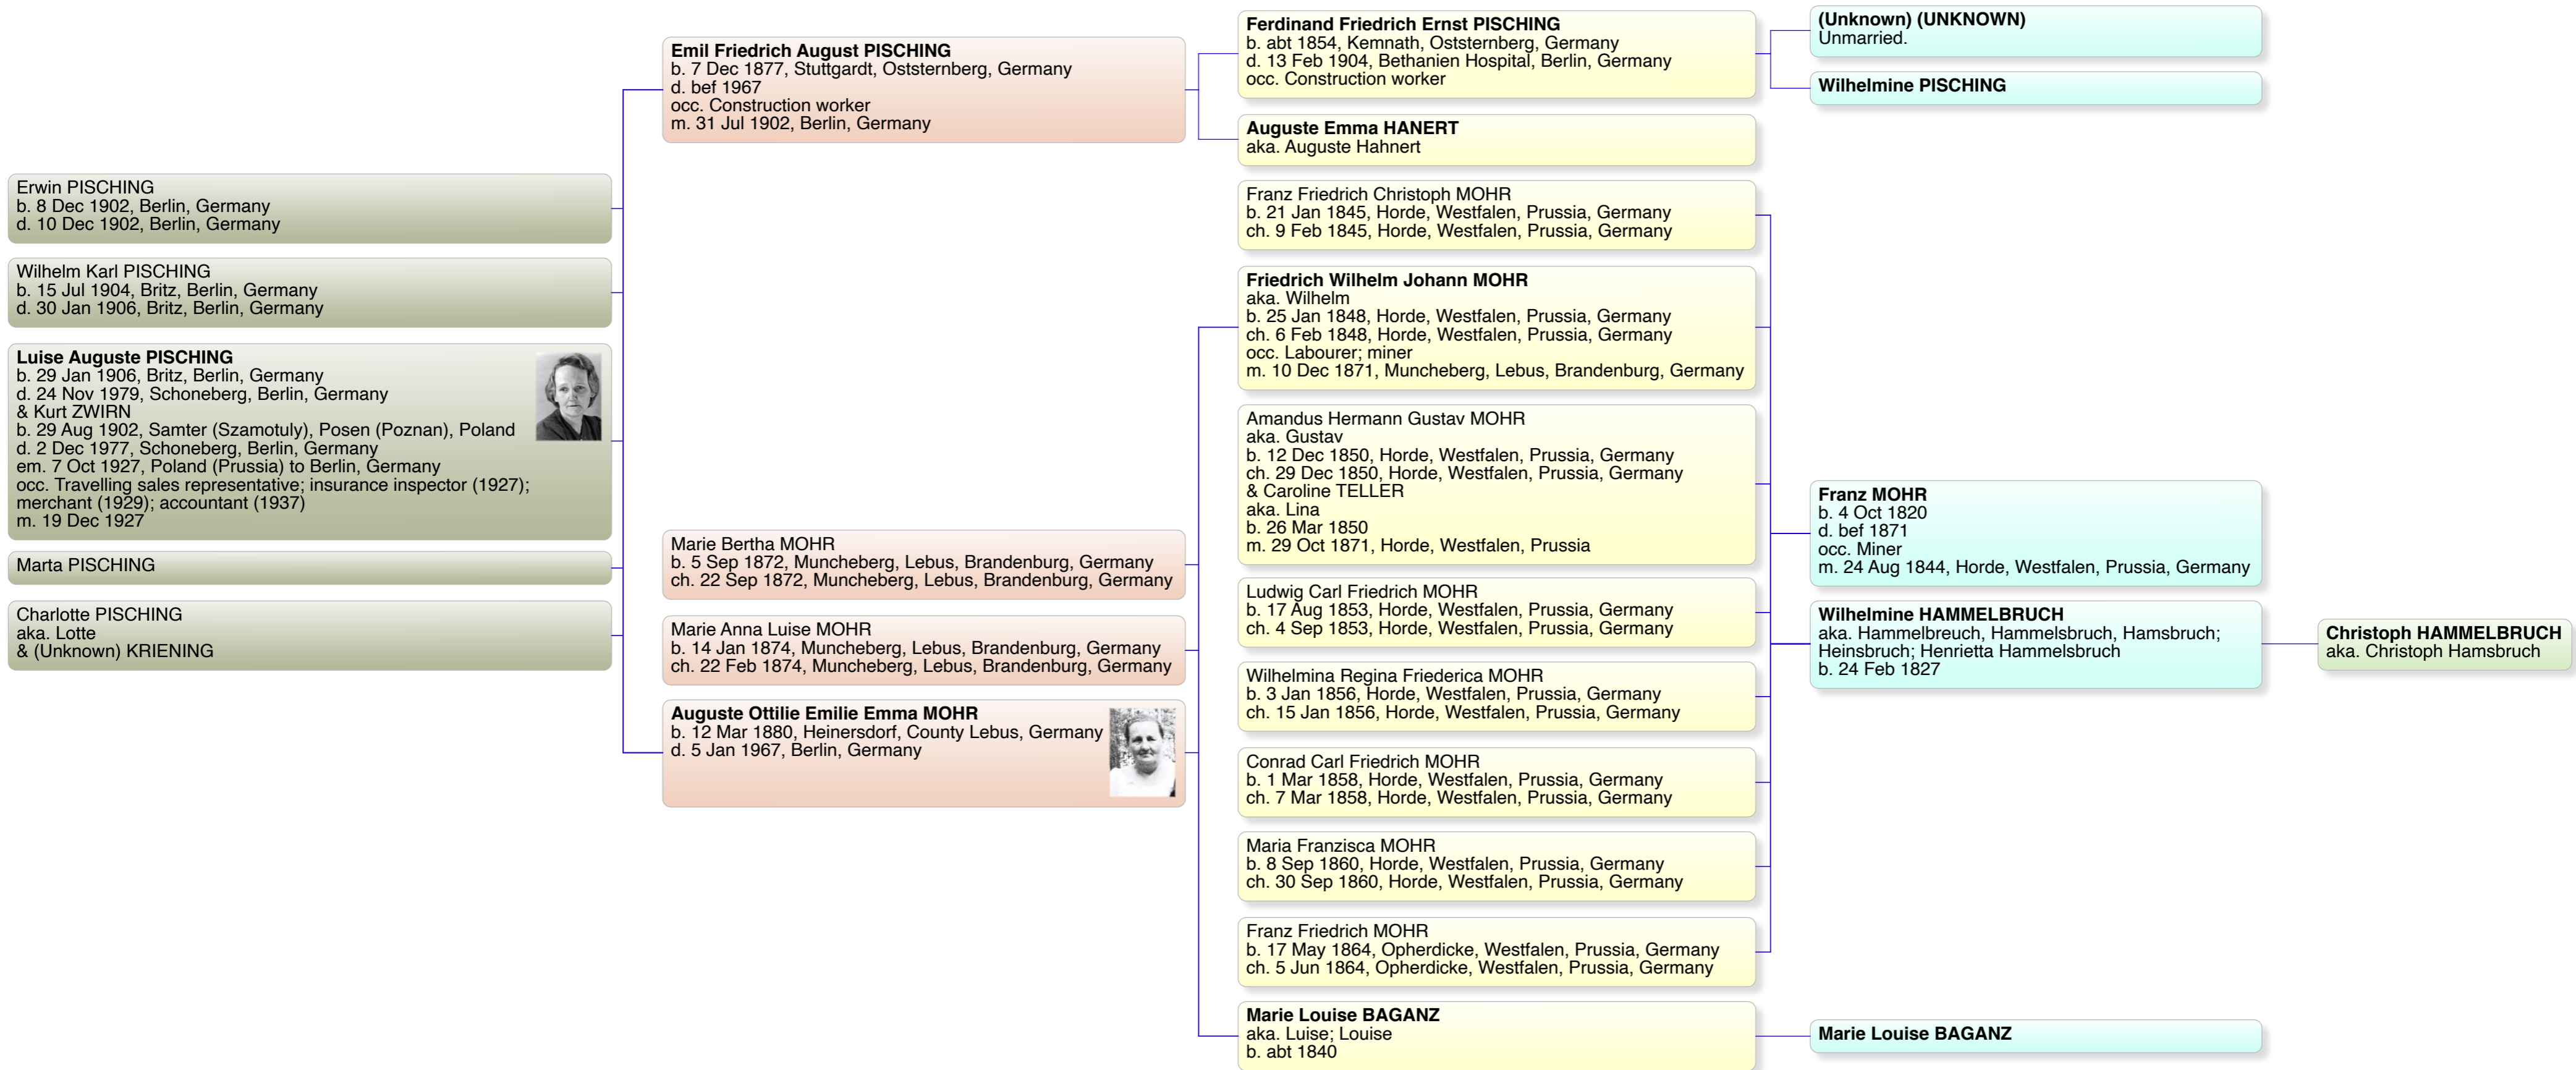 Erwin PISCHING
b. 8 Dec 1902, Berlin, Germany
d. 10 Dec 1902, Berlin, Germany
Wilhelm Karl PISCHING
b. 15 Jul 1904, Britz, Berlin, Germany
d. 30 Jan 1906, Britz, Berlin, Germany
Luise Auguste PISCHING
b. 29 Jan 1906, Britz, Berlin, Germany
d. 24 Nov 1979, Schoneberg, Berlin, Germany
& Kurt ZWIRN
b. 29 Aug 1902, Samter (Szamotuly), Posen (Poznan), Poland
d. 2 Dec 1977, Schoneberg, Berlin, Germany
em. 7 Oct 1927, Poland (Prussia) to Berlin, Germany
occ. Travelling sales representative; insurance inspector (1927);
merchant (1929); accountant (1937)
m. 19 Dec 1927
Marta PISCHING
Charlotte PISCHING
aka. Lotte
& (Unknown) KRIENING
Emil Friedrich August PISCHING
b. 7 Dec 1877, Stuttgardt, Oststernberg, Germany
d. bef 1967
occ. Construction worker
m. 31 Jul 1902, Berlin, Germany
Marie Bertha MOHR
b. 5 Sep 1872, Muncheberg, Lebus, Brandenburg, Germany
ch. 22 Sep 1872, Muncheberg, Lebus, Brandenburg, Germany
Marie Anna Luise MOHR
b. 14 Jan 1874, Muncheberg, Lebus, Brandenburg, Germany
ch. 22 Feb 1874, Muncheberg, Lebus, Brandenburg, Germany
Auguste Ottilie Emilie Emma MOHR
b. 12 Mar 1880, Heinersdorf, County Lebus, Germany
d. 5 Jan 1967, Berlin, Germany
Ferdinand Friedrich Ernst PISCHING
b. abt 1854, Kemnath, Oststernberg, Germany
d. 13 Feb 1904, Bethanien Hospital, Berlin, Germany
occ. Construction worker
Auguste Emma HANERT
aka. Auguste Hahnert
Franz Friedrich Christoph MOHR
b. 21 Jan 1845, Horde, Westfalen, Prussia, Germany
ch. 9 Feb 1845, Horde, Westfalen, Prussia, Germany
Friedrich Wilhelm Johann MOHR
aka. Wilhelm
b. 25 Jan 1848, Horde, Westfalen, Prussia, Germany
ch. 6 Feb 1848, Horde, Westfalen, Prussia, Germany
occ. Labourer; miner
m. 10 Dec 1871, Muncheberg, Lebus, Brandenburg, Germany
Amandus Hermann Gustav MOHR
aka. Gustav
b. 12 Dec 1850, Horde, Westfalen, Prussia, Germany
ch. 29 Dec 1850, Horde, Westfalen, Prussia, Germany
& Caroline TELLER
aka. Lina
b. 26 Mar 1850
m. 29 Oct 1871, Horde, Westfalen, Prussia
Ludwig Carl Friedrich MOHR
b. 17 Aug 1853, Horde, Westfalen, Prussia, Germany
ch. 4 Sep 1853, Horde, Westfalen, Prussia, Germany
Wilhelmina Regina Friederica MOHR
b. 3 Jan 1856, Horde, Westfalen, Prussia, Germany
ch. 15 Jan 1856, Horde, Westfalen, Prussia, Germany
Conrad Carl Friedrich MOHR
b. 1 Mar 1858, Horde, Westfalen, Prussia, Germany
ch. 7 Mar 1858, Horde, Westfalen, Prussia, Germany
Maria Franzisca MOHR
b. 8 Sep 1860, Horde, Westfalen, Prussia, Germany
ch. 30 Sep 1860, Horde, Westfalen, Prussia, Germany
Franz Friedrich MOHR
b. 17 May 1864, Opherdicke, Westfalen, Prussia, Germany
ch. 5 Jun 1864, Opherdicke, Westfalen, Prussia, Germany
Marie Louise BAGANZ
aka. Luise; Louise
b. abt 1840
(Unknown) (UNKNOWN)
Unmarried.
Wilhelmine PISCHING
Franz MOHR
b. 4 Oct 1820
d. bef 1871
occ. Miner
m. 24 Aug 1844, Horde, Westfalen, Prussia, Germany
Wilhelmine HAMMELBRUCH
aka. Hammelbreuch, Hammelsbruch, Hamsbruch;
Heinsbruch; Henrietta Hammelsbruch
b. 24 Feb 1827
Marie Louise BAGANZ
Christoph HAMMELBRUCH
aka. Christoph Hamsbruch